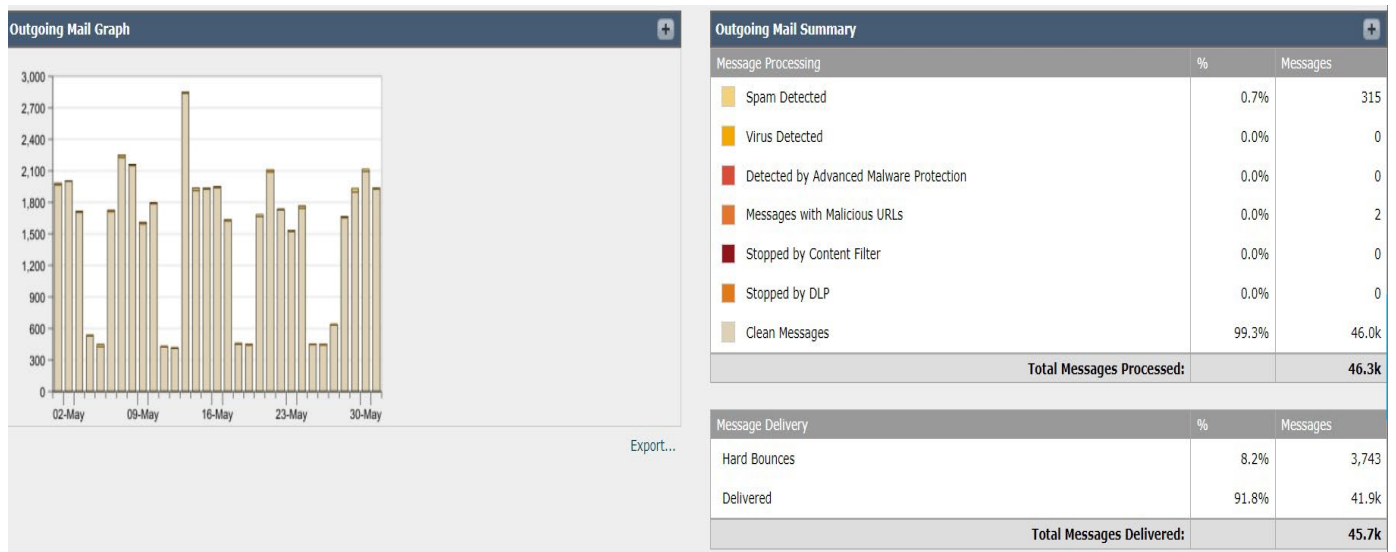 Outgoing Mail Graph
3,000
2,700
2,400
2,100
1,800
1,500
1,200
900
600
300
0
02-May 09-May 16-May 23-May 30-May
Export...
Outgoing Mail Summary
Message Processing % Messages
Spam Detected 0.7% 315
Virus Detected 0.0% 0
Detected by Advanced Malware Protection 0.0% 0
Messages with Malicious URLs 0.0% 2
Stopped by Content Filter 0.0% 0
Stopped by DLP 0.0% 0
Clean Messages 99.3% 46.0k
Total Messages Processed: 46.3k
Message Delivery % Messages
Hard Bounces 8.2% 3,743
Delivered 91.8% 41.9k
Total Messages Delivered: 45.7k